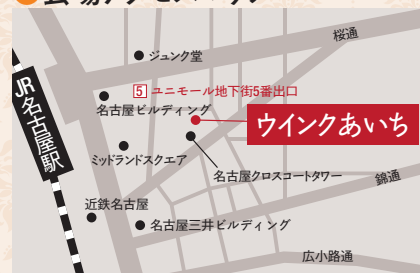 会場アクセスマップ
ジュンク堂
桜通
5 ユニモール地下街5番出口
名古屋ビルディング
JR名古屋駅
ウインクあいち
ミッドランドスクエア
名古屋クロスコートタワー
錦通
近鉄名古屋
名古屋三井ビルディング
広小路通